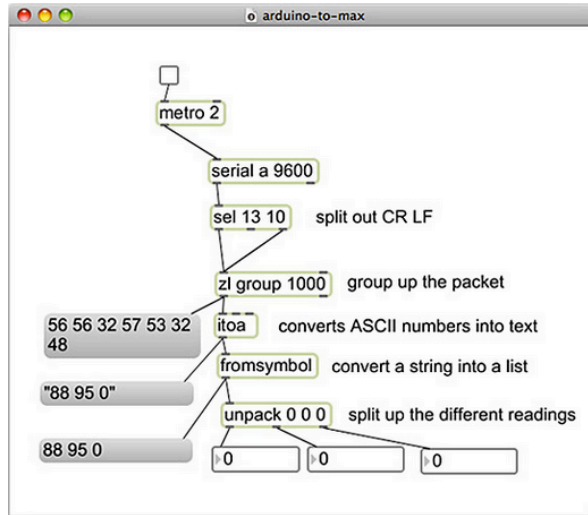 arduino-to-max
metro 2
serial a 9600
sel 13 10
split out CR LF
zl group 1000
group up the packet
56 56 32 57 53 32
48
itoa
converts ASCII numbers into text
"88 95 0"
fromsymbol
convert a string into a list
unpack 0 0 0
split up the different readings
88 95 0
0
0
0